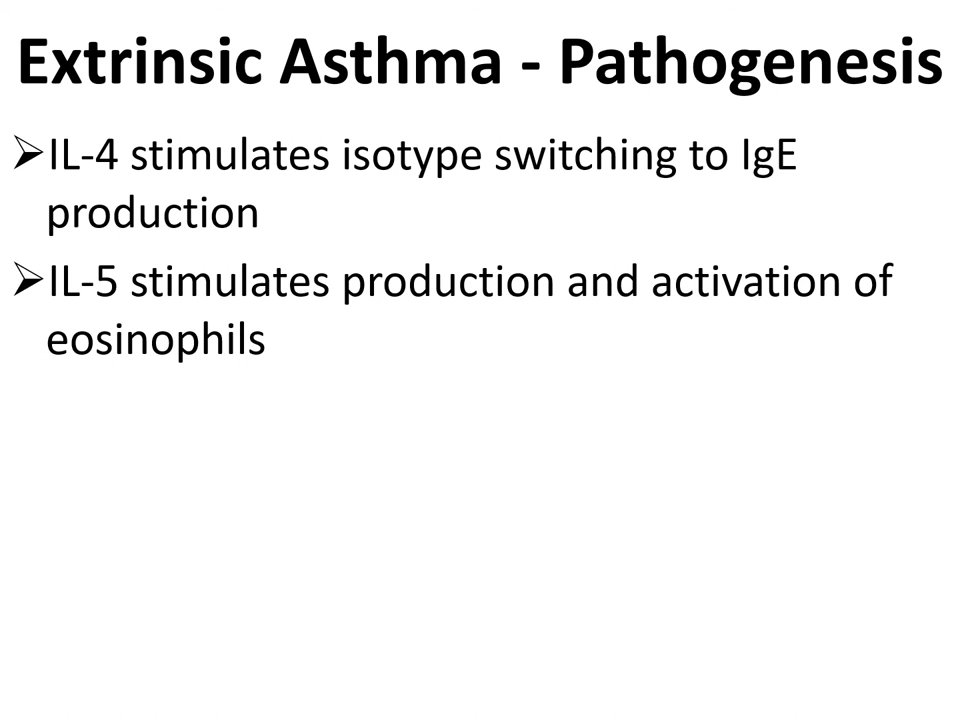 Extrinsic Asthma - Pathogenesis
➢IL-4 stimulates isotype switching to IgE
production
➢IL-5 stimulates production and activation of
eosinophils